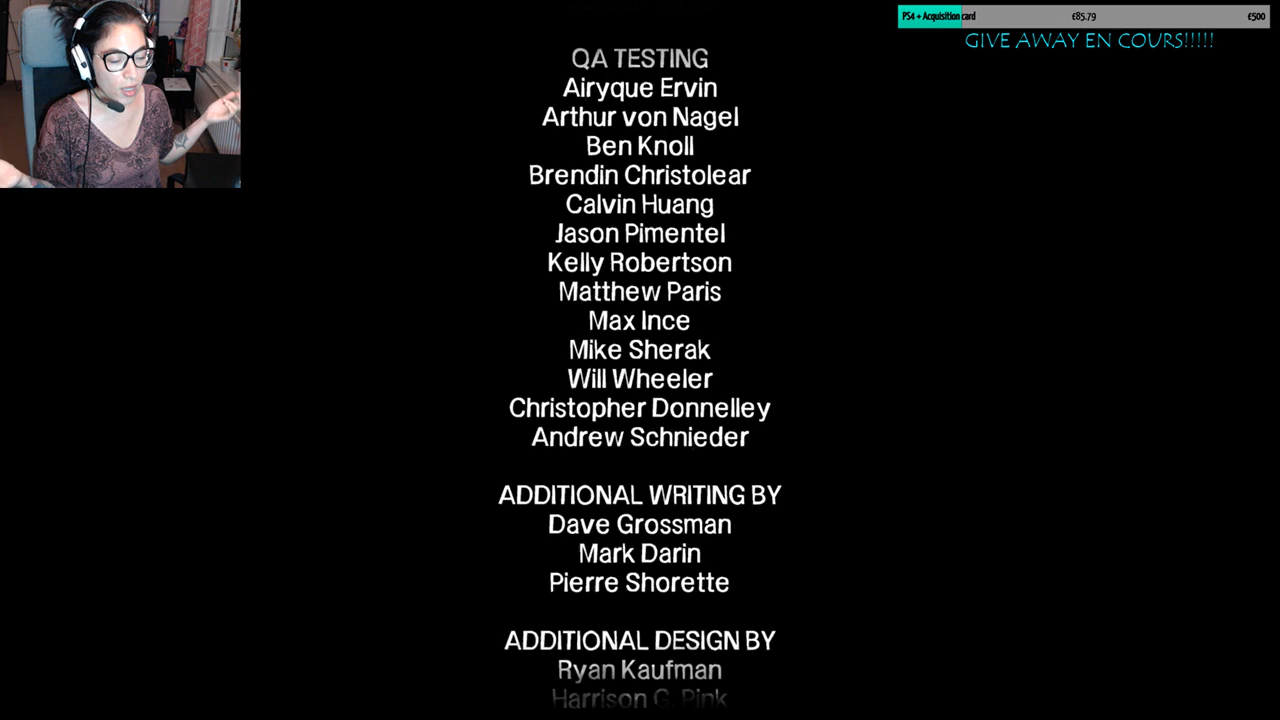 PS4 + Acquisition card €85.79 €500
GIVE AWAY EN COURS!!!!!
QA TESTING
Airyque Ervin
Arthur von Nagel
Ben Knoll
Brendin Christolear
Calvin Huang
Jason Pimentel
Kelly Robertson
Matthew Paris
Max Ince
Mike Sherak
Will Wheeler
Christopher Donnelley
Andrew Schnieder
ADDITIONAL WRITING BY
Dave Grossman
Mark Darin
Pierre Shorette
ADDITIONAL DESIGN BY
Ryan Kaufman
Harrison G. Pink